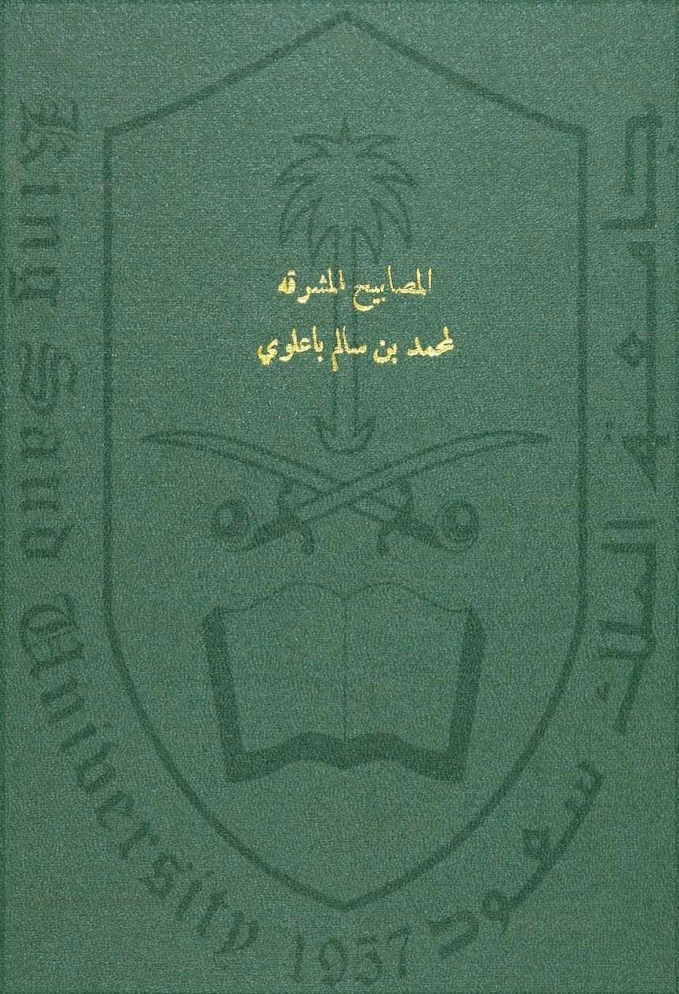 المصابيح المشرقه
لمحمد بن سالم باعلوي
King Saud University
1957
جامعة الملك سعود